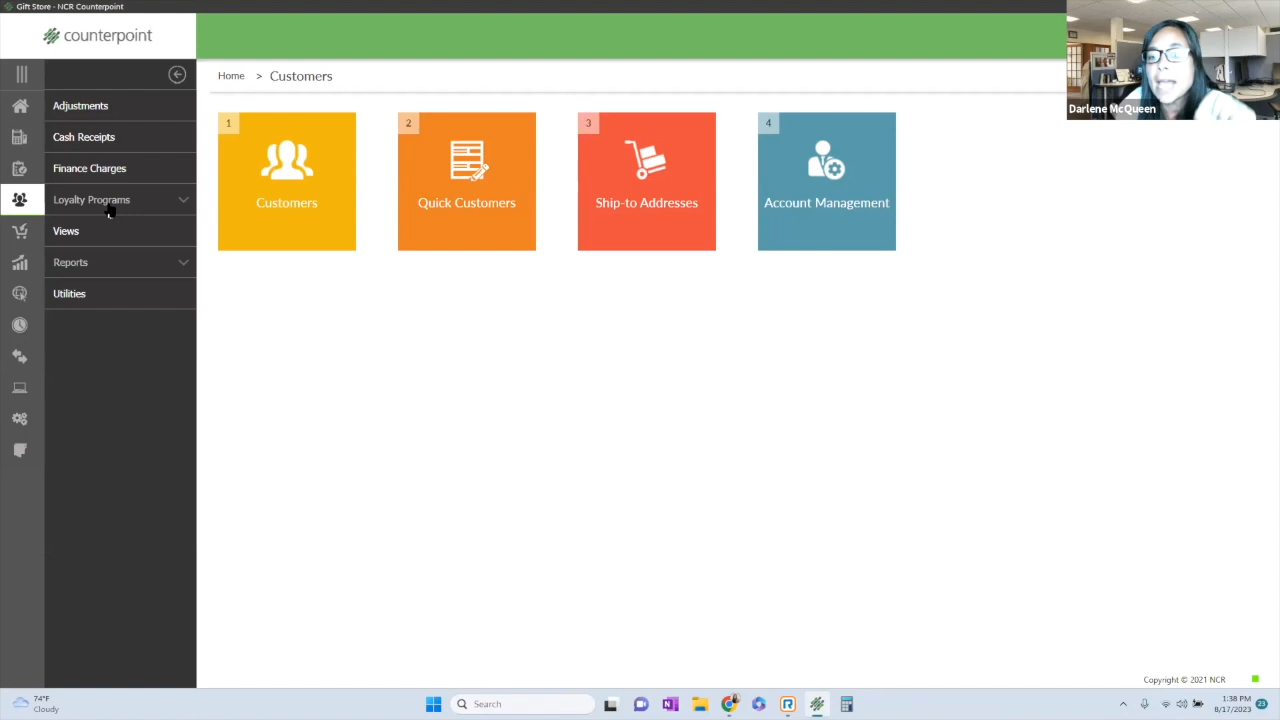 Gift Store - NCR Counterpoint
counterpoint
Darlene McQueen
Home > Customers
Adjustments
Cash Receipts
Finance Charges
Loyalty Programs
Views
Reports
Utilities
1
Customers
2
Quick Customers
3
Ship-to Addresses
4
Account Management
Copyright © 2021 NCR
74°F
Cloudy
Search
1:38 PM
8/17/2023
23